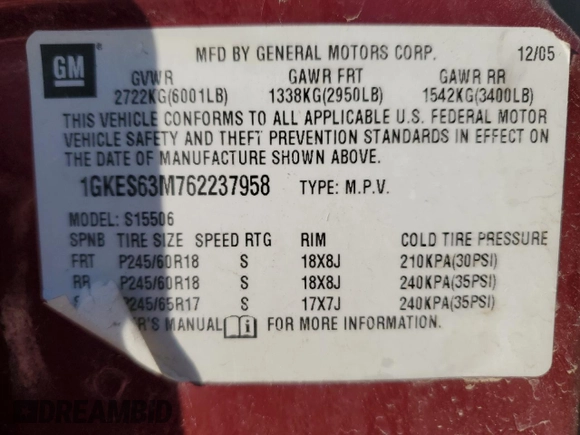 GM
MFD BY GENERAL MOTORS CORP. 12/05
GVWR GAWR FRT GAWR RR
2722KG(6001LB) 1338KG(2950LB) 1542KG(3400LB)
THIS VEHICLE CONFORMS TO ALL APPLICABLE U.S. FEDERAL MOTOR
VEHICLE SAFETY AND THEFT PREVENTION STANDARDS IN EFFECT ON
THE DATE OF MANUFACTURE SHOWN ABOVE.
1GKES63M762237958 TYPE: M.P.V.
MODEL: S15506
SPNB TIRE SIZE SPEED RTG RIM COLD TIRE PRESSURE
FRT P245/60R18 S 18X8J 210KPA(30PSI)
RR P245/60R18 S 18X8J 240KPA(35PSI)
S P245/65R17 S 17X7J 240KPA(35PSI)
ER'S MANUAL FOR MORE INFORMATION.
DREAMBID